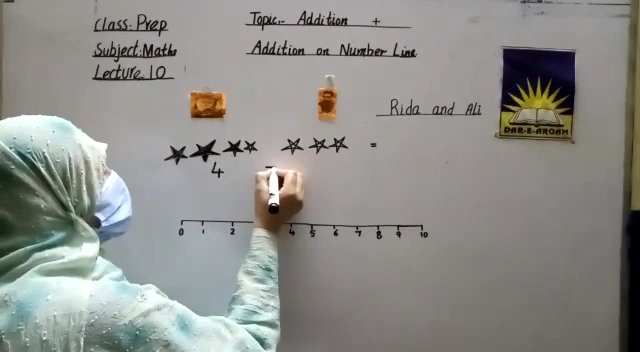 Class: Prep
Subject: Maths
Lecture: 10
Topic:- Addition +
Addition on Number Line
Rida and Ali
DAR-E-ARQAM
=
4
0 1 2 4 5 6 7 8 9 10